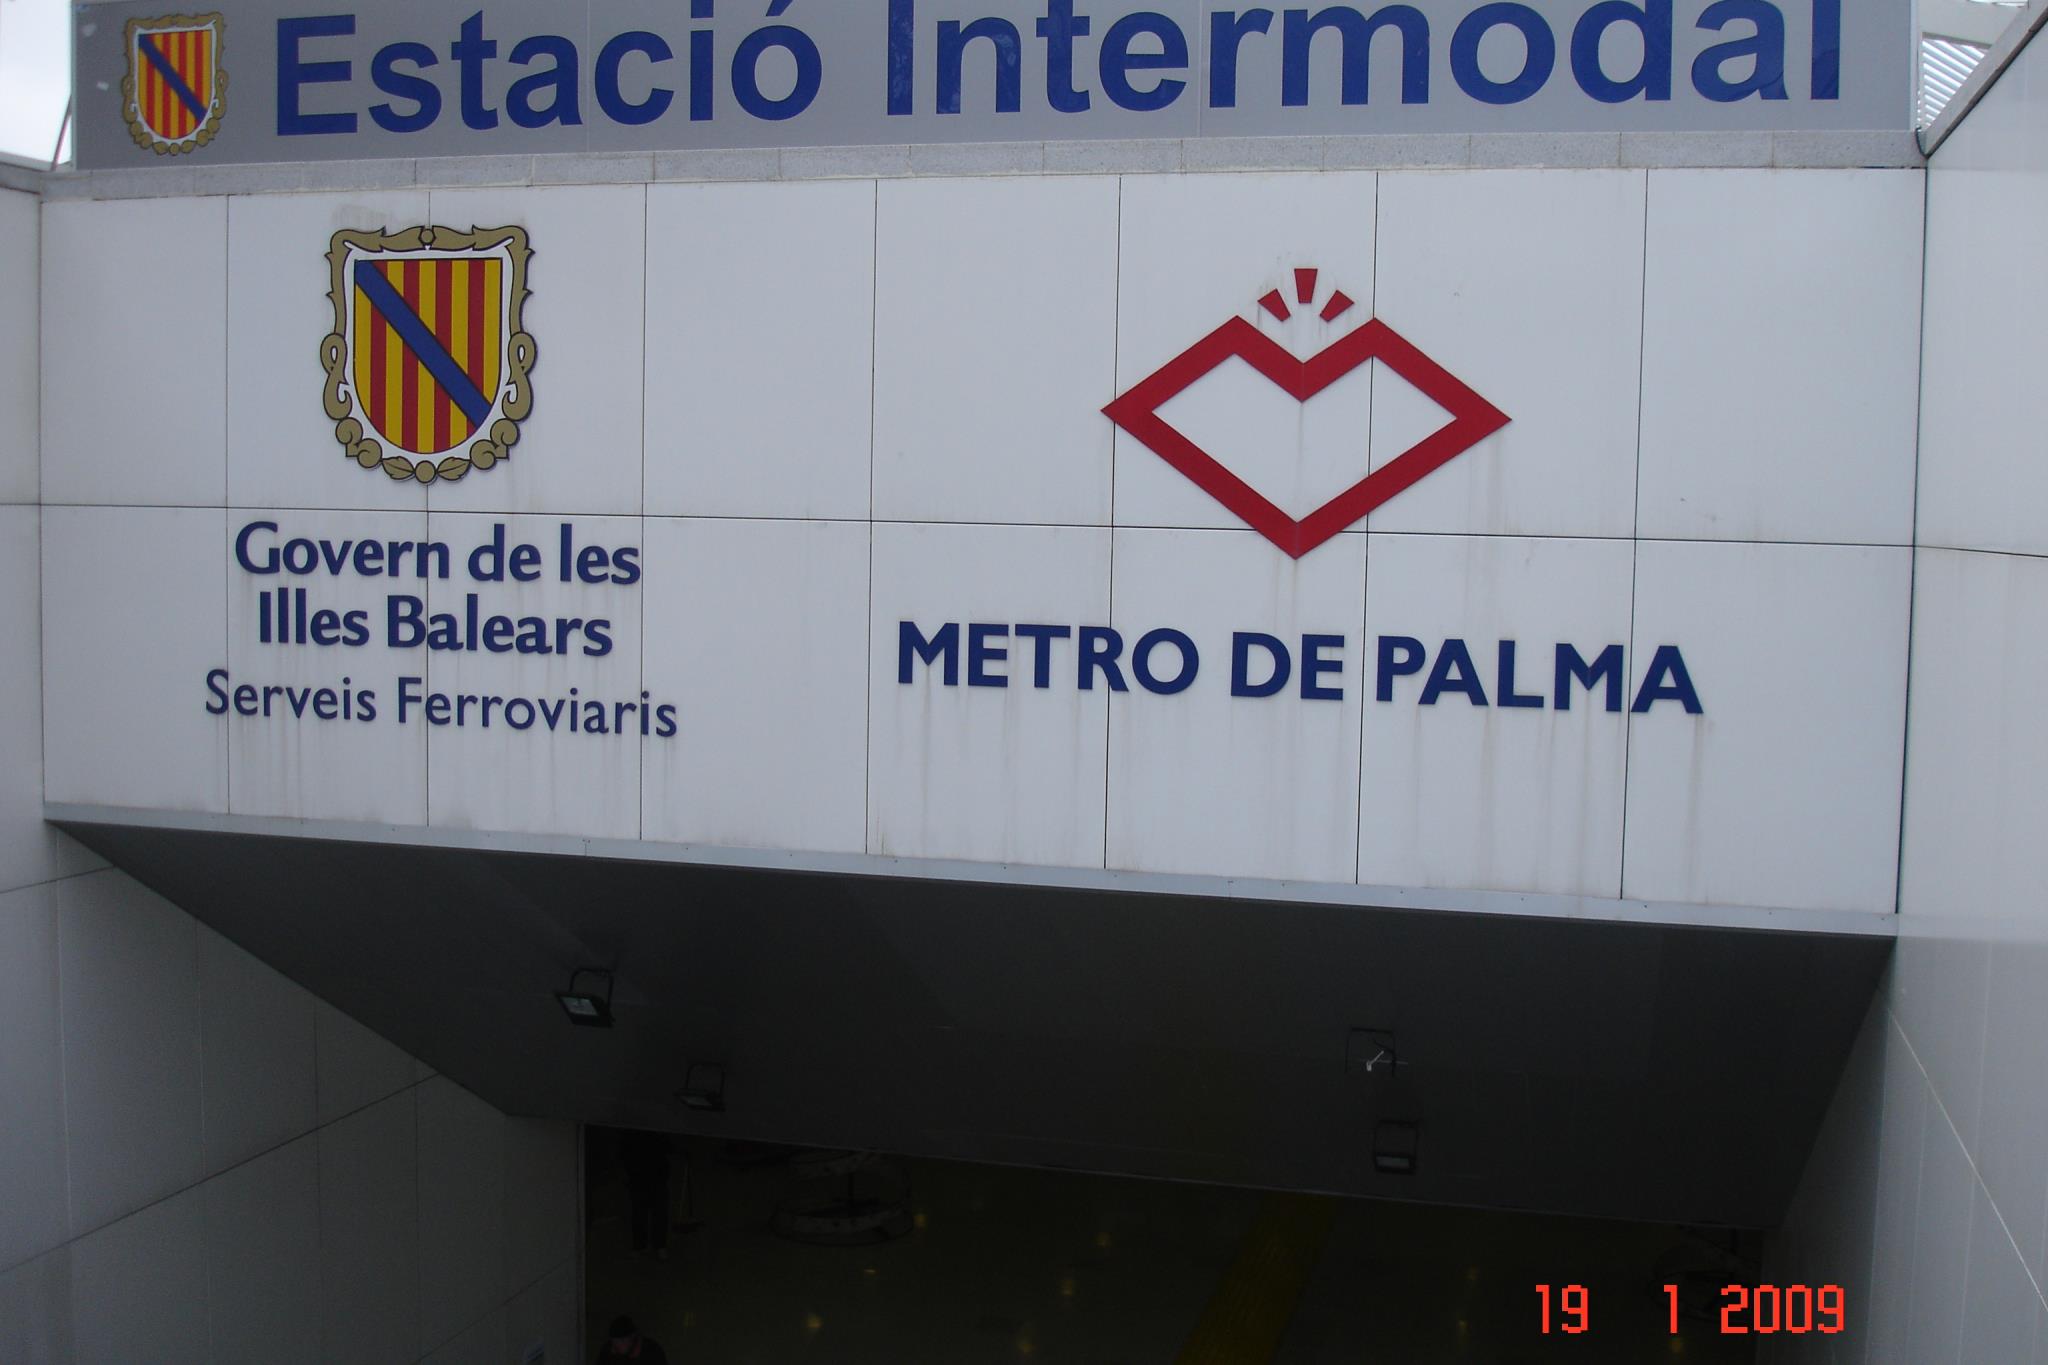 Estació Intermodal
Govern de les
Illes Balears
Serveis Ferroviaris
METRO DE PALMA
19 1 2009